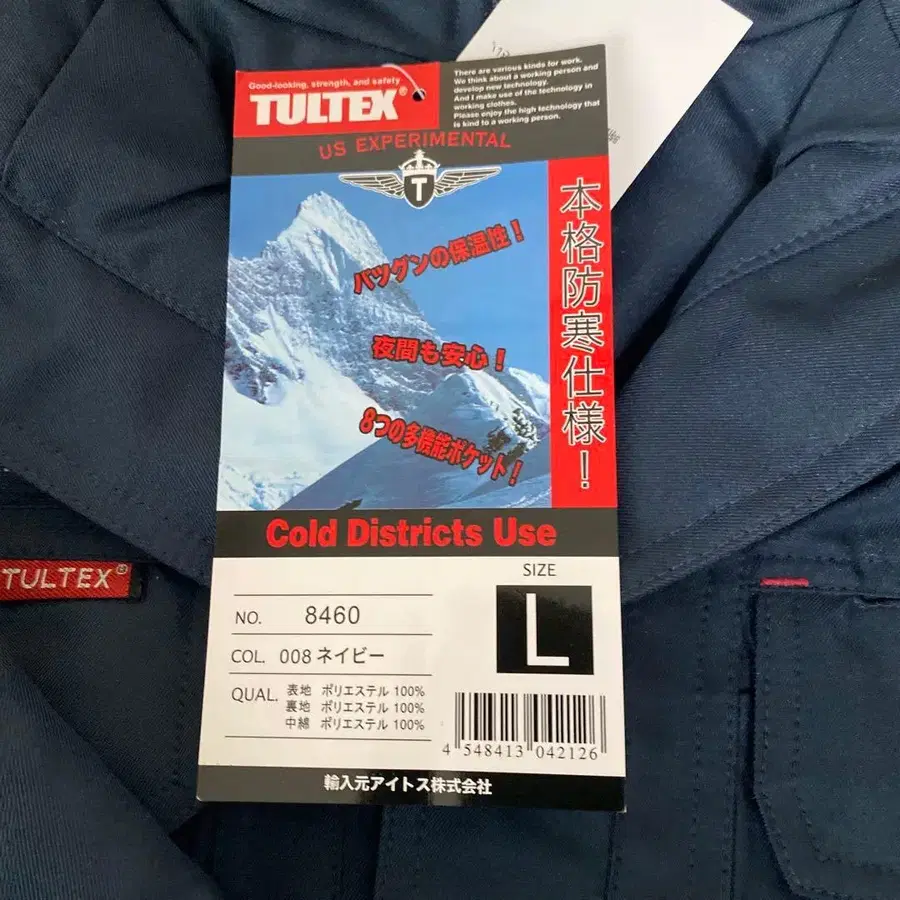 Good-looking, strength, and safety
TULTEX®
There are various kinds for work.
We think about a working person and
develop new technology.
And I make use of the technology in
working clothes.
Please enjoy the high technology that
is kind to a working person.
US EXPERIMENTAL
T
バツグンの保温性！
夜間も安心！
8つの多機能ポケット！
本格防寒仕様！
Cold Districts Use
NO. 8460
COL. 008 ネイビー
QUAL. 表地 ポリエステル 100%
裏地 ポリエステル 100%
中綿 ポリエステル 100%
SIZE
L
4 548413 042126
輸入元アイトス株式会社
TULTEX®